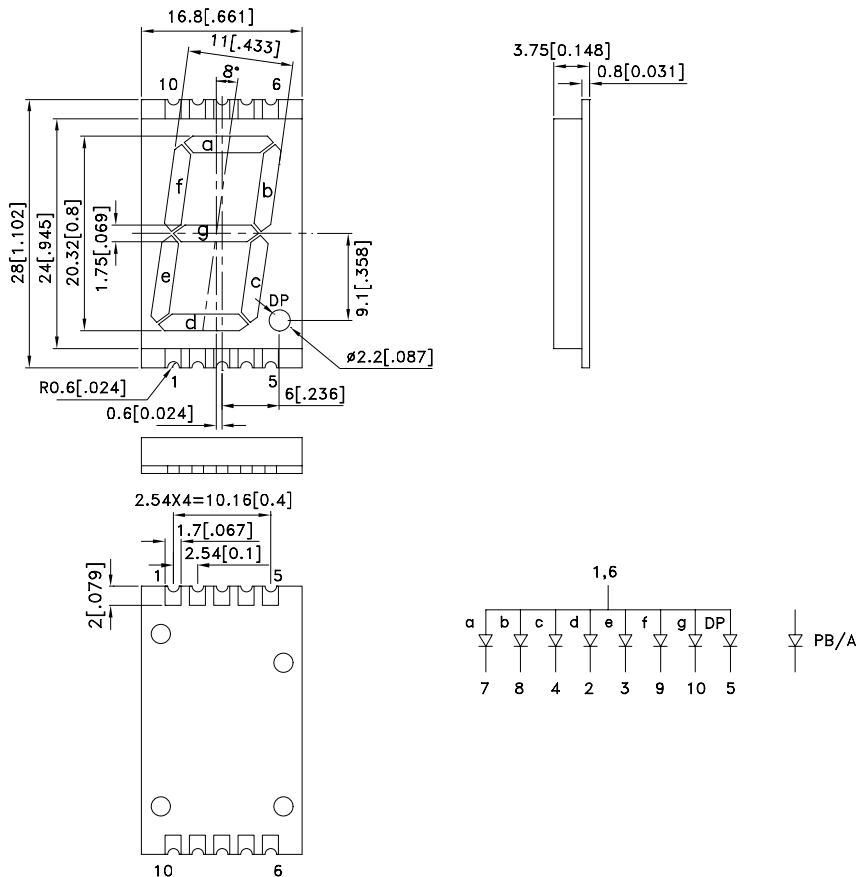 16.8[.661]
11[.433]
8°
10 6
a
f
b
g
e
c
DP
d
28[1.102]
24[.945]
20.32[0.8]
1.75[.069]
9.1[.358]
ø2.2[.087]
R0.6[.024]
1 5
6[.236]
0.6[0.024]
3.75[0.148]
0.8[0.031]
2.54X4=10.16[0.4]
1.7[.067]
2.54[0.1]
1 5
2[.079]
10 6
1,6
a b c d e f g DP
PB/A
7 8 4 2 3 9 10 5